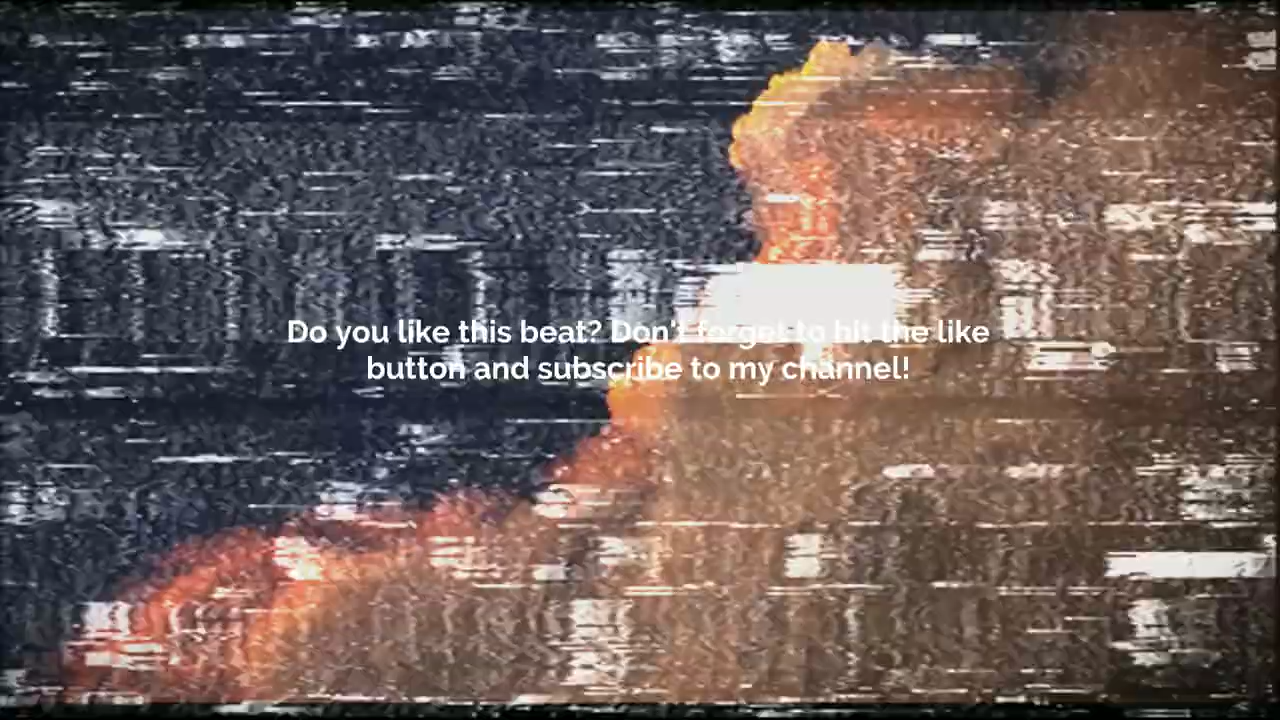 Do you like this beat? Don't forget to hit the like
button and subscribe to my channel!